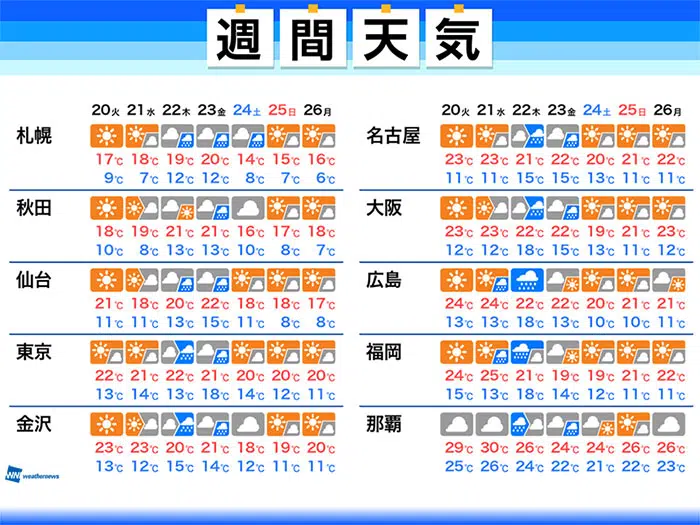 週間天気
20火 21水 22木 23金 24土 25日 26月
札幌
17℃ 18℃ 19℃ 20℃ 14℃ 15℃ 16℃
9℃ 7℃ 12℃ 12℃ 8℃ 7℃ 6℃
秋田
18℃ 19℃ 21℃ 21℃ 16℃ 17℃ 18℃
10℃ 8℃ 13℃ 13℃ 10℃ 8℃ 7℃
仙台
21℃ 18℃ 20℃ 22℃ 18℃ 18℃ 17℃
11℃ 11℃ 13℃ 15℃ 11℃ 8℃ 8℃
東京
22℃ 21℃ 22℃ 21℃ 20℃ 20℃ 20℃
13℃ 14℃ 13℃ 18℃ 14℃ 12℃ 11℃
金沢
23℃ 23℃ 20℃ 21℃ 18℃ 19℃ 20℃
13℃ 12℃ 15℃ 14℃ 12℃ 11℃ 11℃
20火 21水 22木 23金 24土 25日 26月
名古屋
23℃ 23℃ 21℃ 22℃ 20℃ 21℃ 22℃
11℃ 11℃ 15℃ 15℃ 13℃ 11℃ 11℃
大阪
23℃ 23℃ 22℃ 21℃ 19℃ 21℃ 23℃
12℃ 12℃ 18℃ 15℃ 13℃ 11℃ 12℃
広島
24℃ 24℃ 22℃ 22℃ 20℃ 21℃ 21℃
13℃ 13℃ 18℃ 13℃ 10℃ 10℃ 11℃
福岡
24℃ 25℃ 21℃ 19℃ 19℃ 21℃ 22℃
15℃ 13℃ 18℃ 14℃ 12℃ 11℃ 11℃
那覇
29℃ 30℃ 26℃ 24℃ 24℃ 26℃ 26℃
25℃ 26℃ 24℃ 22℃ 21℃ 22℃ 23℃
WNI weathernews